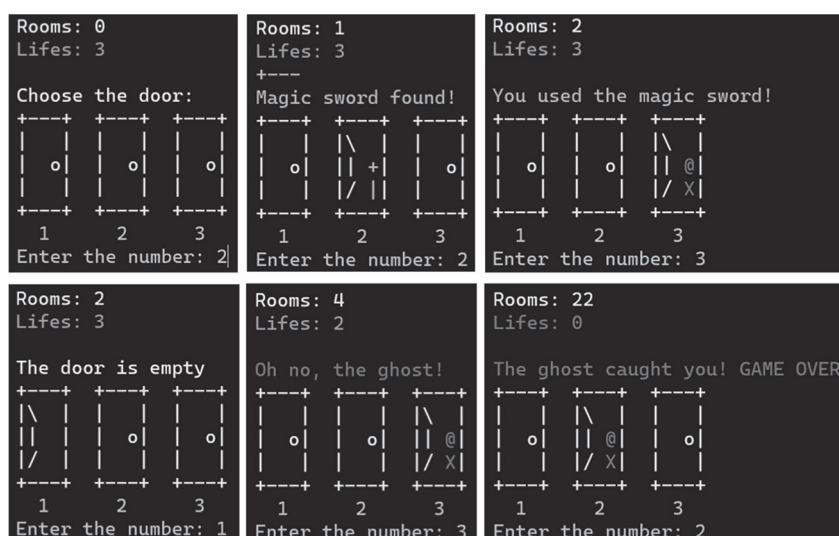 Rooms: 0
Lifes: 3
Choose the door:
+---+  +---+  +---+
|   |  |   |  |   |
|  o|  |  o|  |  o|
|   |  |   |  |   |
+---+  +---+  +---+
1      2      3
Enter the number: 2
Rooms: 1
Lifes: 3
+---
Magic sword found!
+---+  +---+  +---+
|   |  |\  |  |   |
|  o|  || +|  |  o|
|   |  |/ ||  |   |
+---+  +---+  +---+
1      2      3
Enter the number: 2
Rooms: 2
Lifes: 3
You used the magic sword!
+---+  +---+  +---+
|   |  |   |  |\  |
|  o|  |  o|  || @|
|   |  |   |  |/ X|
+---+  +---+  +---+
1      2      3
Enter the number: 3
Rooms: 2
Lifes: 3
The door is empty
+---+  +---+  +---+
|\  |  |   |  |   |
||  |  |  o|  |  o|
|/  |  |   |  |   |
+---+  +---+  +---+
1      2      3
Enter the number: 1
Rooms: 4
Lifes: 2
Oh no, the ghost!
+---+  +---+  +---+
|   |  |   |  |\  |
|  o|  |  o|  || @|
|   |  |   |  |/ X|
+---+  +---+  +---+
1      2      3
Enter the number: 3
Rooms: 22
Lifes: 0
The ghost caught you! GAME OVER
+---+  +---+  +---+
|   |  |\  |  |   |
|  o|  || @|  |  o|
|   |  |/ X|  |   |
+---+  +---+  +---+
1      2      3
Enter the number: 2